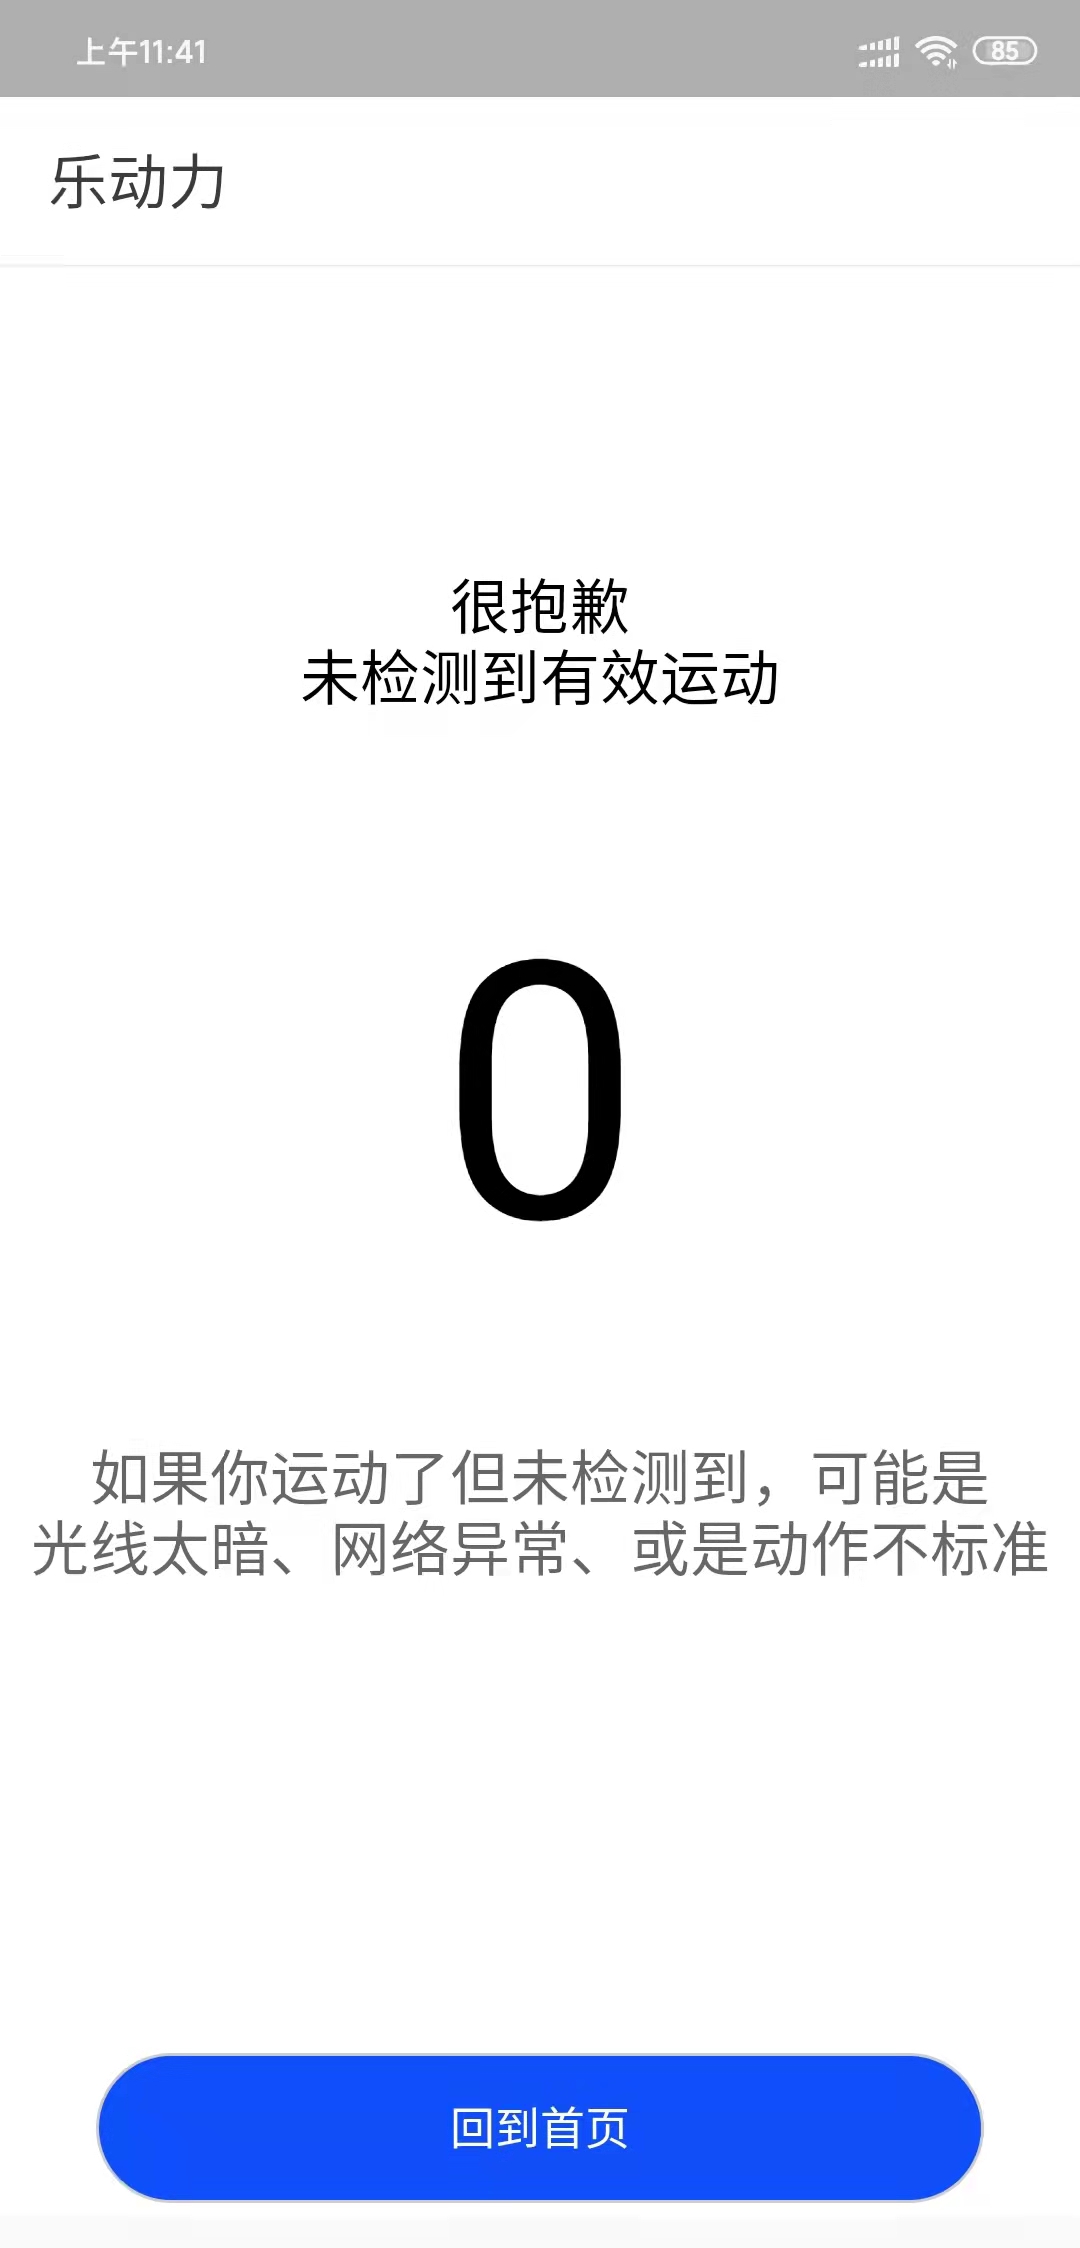 上午11:41
85
乐动力
很抱歉
未检测到有效运动
0
如果你运动了但未检测到，可能是
光线太暗、网络异常、或是动作不标准
回到首页